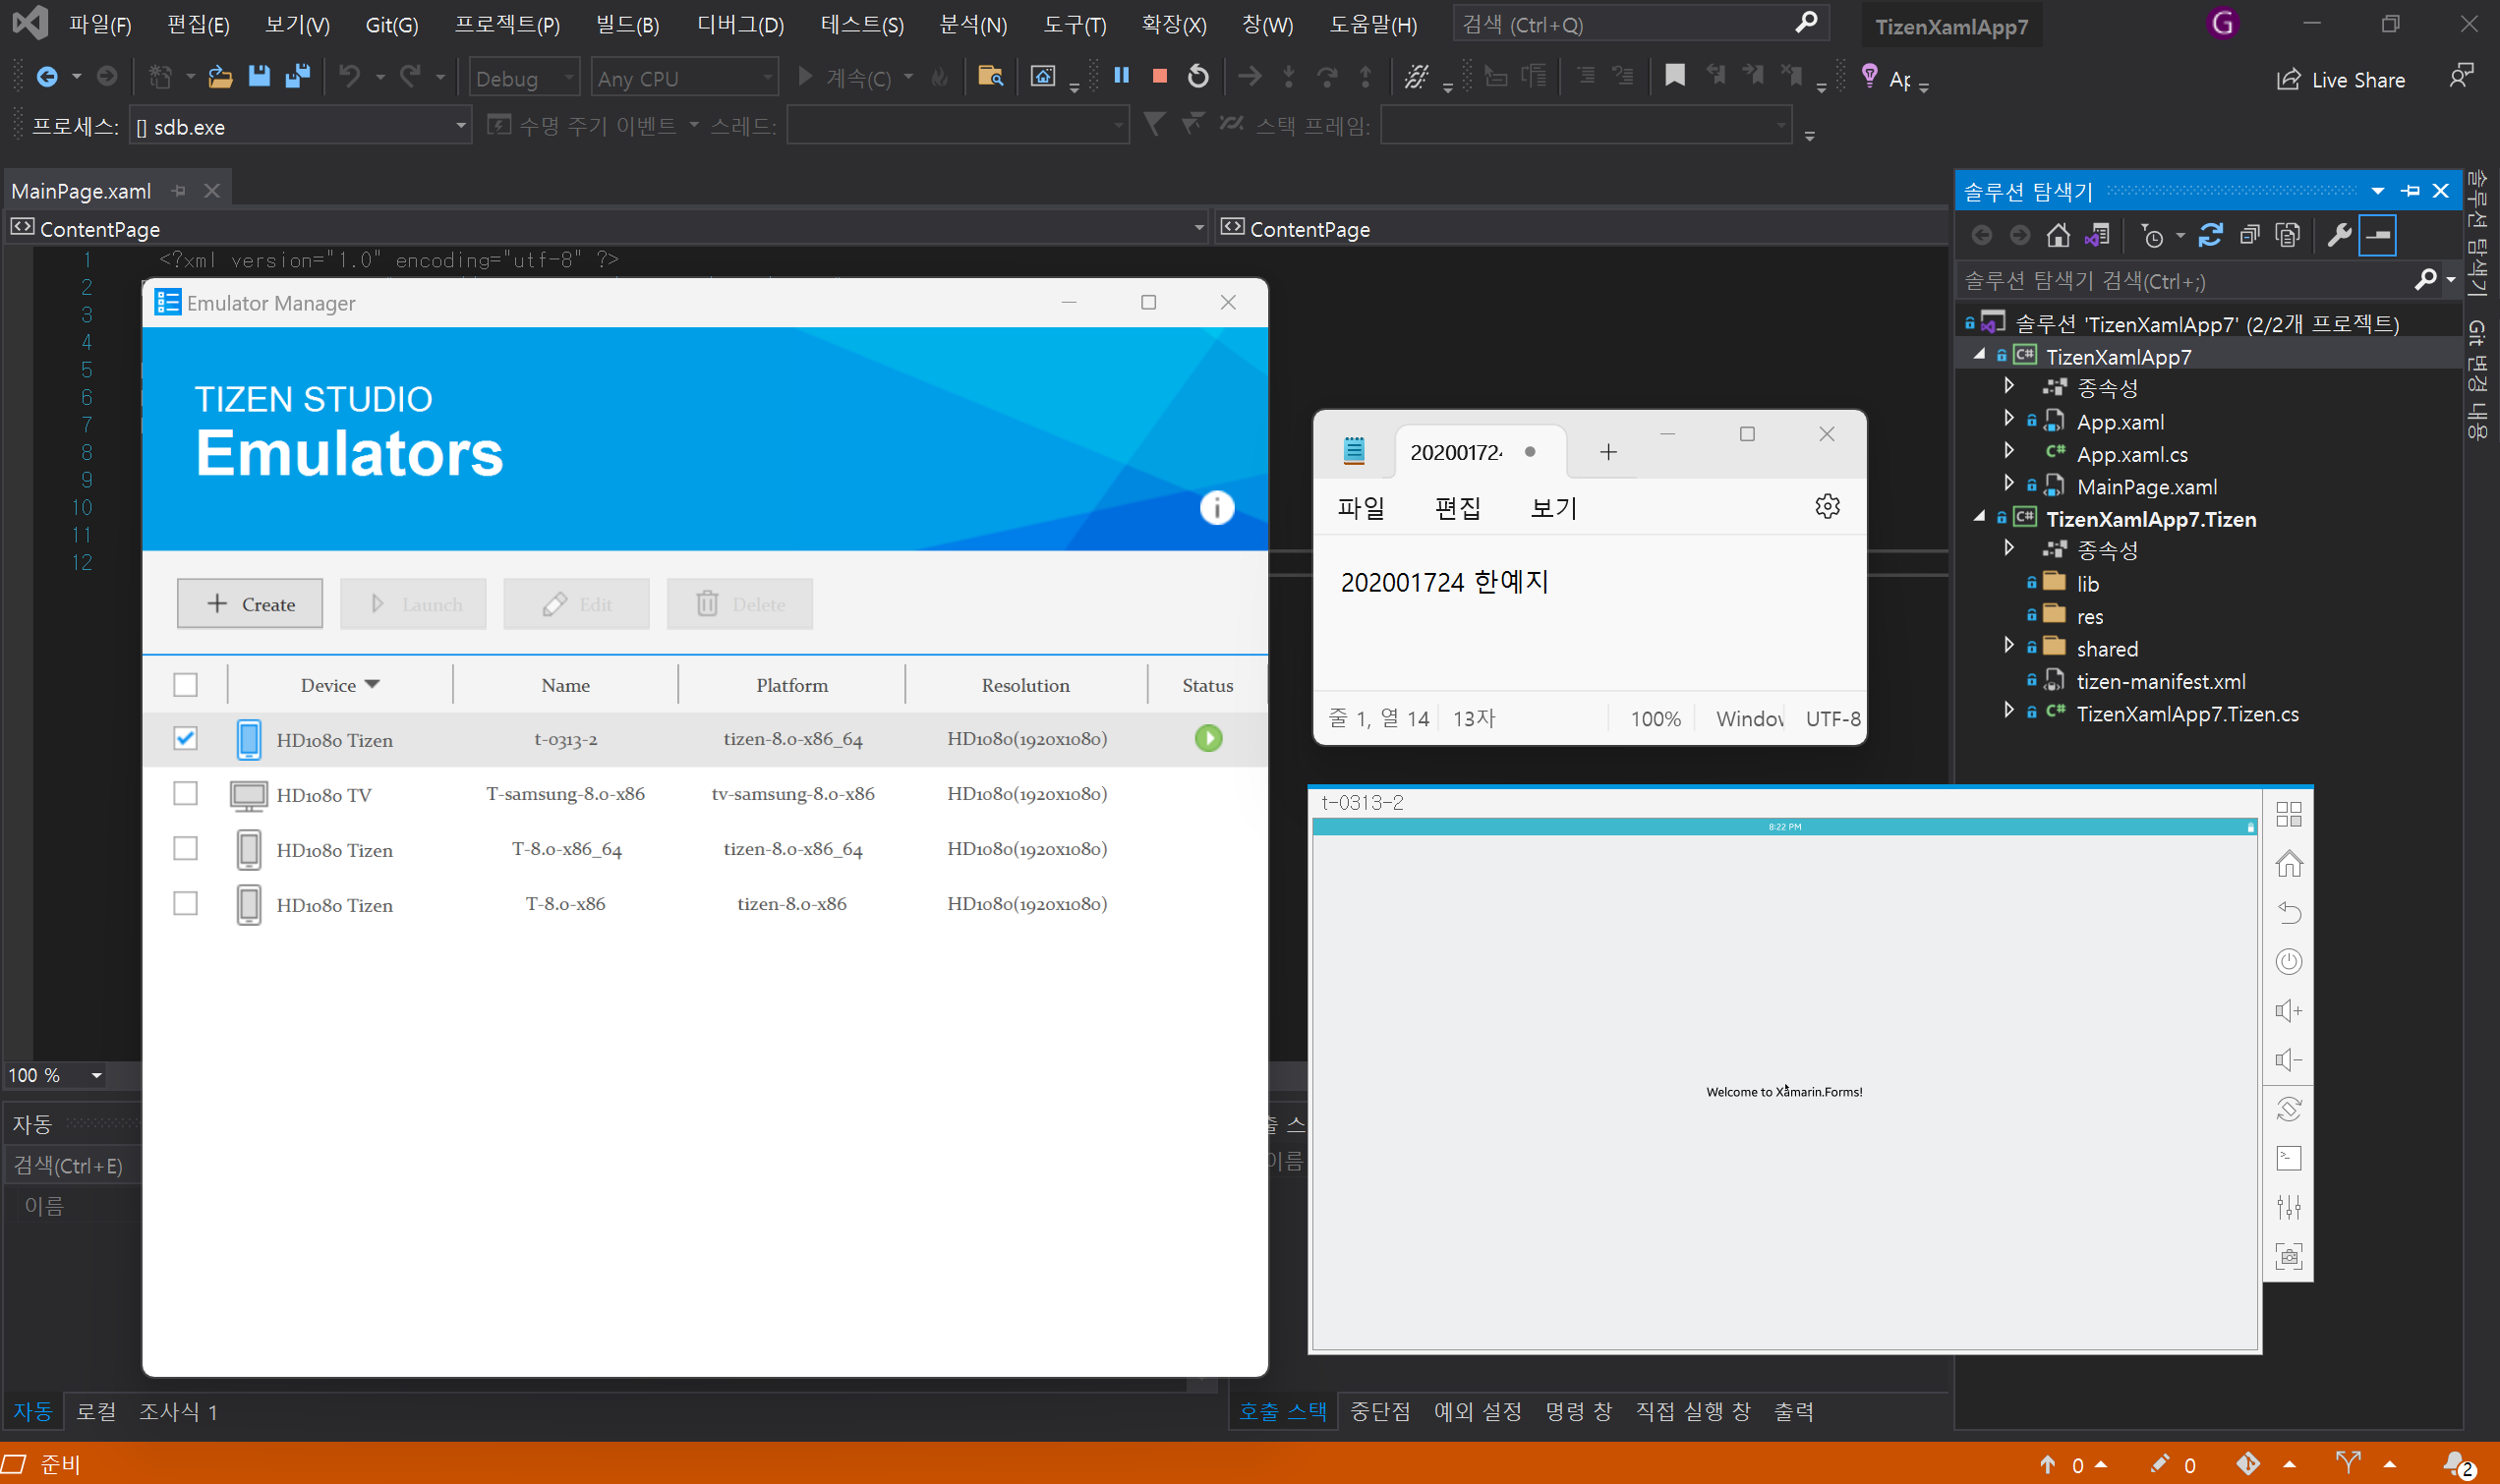 파일(F) 편집(E) 보기(V) Git(G) 프로젝트(P) 빌드(B) 디버그(D) 테스트(S) 분석(N) 도구(T) 확장(X) 창(W) 도움말(H) 검색 (Ctrl+Q) TizenXamlApp7 G
Debug Any CPU 계속(C) Live Share
프로세스: [] sdb.exe 수명 주기 이벤트 스레드: 스택 프레임:
MainPage.xaml
ContentPage ContentPage
1 <?xml version="1.0" encoding="utf-8" ?>
2
3
4
5
6
7
8
9
10
11
12
100 %
Emulator Manager
TIZEN STUDIO
Emulators
Create Launch Edit Delete
Device Name Platform Resolution Status
HD1080 Tizen t-0313-2 tizen-8.0-x86_64 HD1080(1920x1080)
HD1080 TV T-samsung-8.0-x86 tv-samsung-8.0-x86 HD1080(1920x1080)
HD1080 Tizen T-8.0-x86_64 tizen-8.0-x86_64 HD1080(1920x1080)
HD1080 Tizen T-8.0-x86 tizen-8.0-x86 HD1080(1920x1080)
파일 편집 보기
202001724 한예지
줄 1, 열 14 13자 100% UTF-8
t-0313-2
8:22 PM
Welcome to Xamarin.Forms!
솔루션 탐색기
솔루션 탐색기 검색(Ctrl+;)
솔루션 'TizenXamlApp7' (2/2개 프로젝트)
TizenXamlApp7
종속성
App.xaml
App.xaml.cs
MainPage.xaml
TizenXamlApp7.Tizen
종속성
lib
res
shared
tizen-manifest.xml
TizenXamlApp7.Tizen.cs
솔루션 탐색기
Git 변경 내용
자동
검색(Ctrl+E)
이름
이름
자동 로컬 조사식 1
호출 스택 중단점 예외 설정 명령 창 직접 실행 창 출력
준비 0 0 2